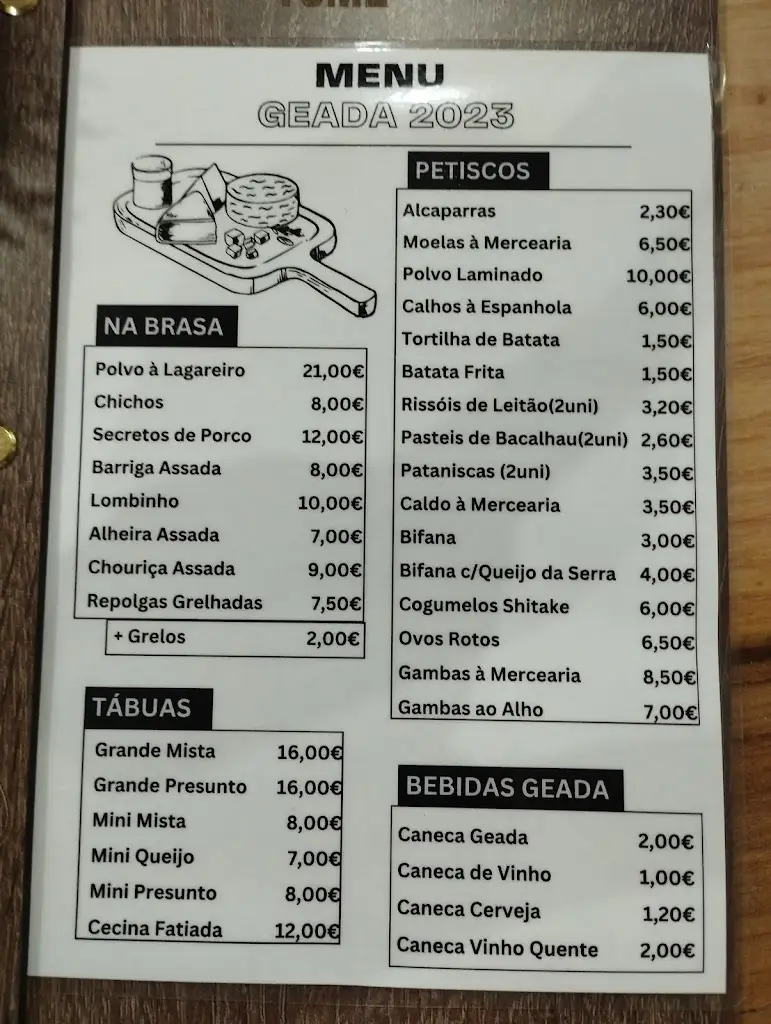 MENU
GEADA 2023
PETISCOS
Alcaparras 2,30€
Moelas à Mercearia 6,50€
Polvo Laminado 10,00€
Calhos à Espanhola 6,00€
Tortilha de Batata 1,50€
Batata Frita 1,50€
Rissóis de Leitão(2uni) 3,20€
Pasteis de Bacalhau(2uni) 2,60€
Pataniscas (2uni) 3,50€
Caldo à Mercearia 3,50€
Bifana 3,00€
Bifana c/Queijo da Serra 4,00€
Cogumelos Shitake 6,00€
Ovos Rotos 6,50€
Gambas à Mercearia 8,50€
Gambas ao Alho 7,00€
NA BRASA
Polvo à Lagareiro 21,00€
Chichos 8,00€
Secretos de Porco 12,00€
Barriga Assada 8,00€
Lombinho 10,00€
Alheira Assada 7,00€
Chouriça Assada 9,00€
Repolgas Grelhadas 7,50€
+ Grelos 2,00€
TÁBUAS
Grande Mista 16,00€
Grande Presunto 16,00€
Mini Mista 8,00€
Mini Queijo 7,00€
Mini Presunto 8,00€
Cecina Fatiada 12,00€
BEBIDAS GEADA
Caneca Geada 2,00€
Caneca de Vinho 1,00€
Caneca Cerveja 1,20€
Caneca Vinho Quente 2,00€